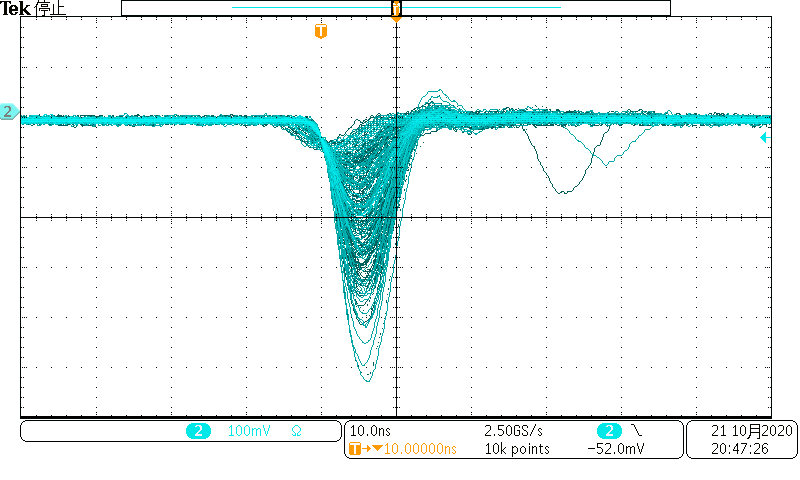 Tek 停止
T
T
2
2 100mV Ω 10.0ns 2.50GS/s 2 −52.0mV 21 10月2020
T→▼10.00000ns 10k points 20:47:26